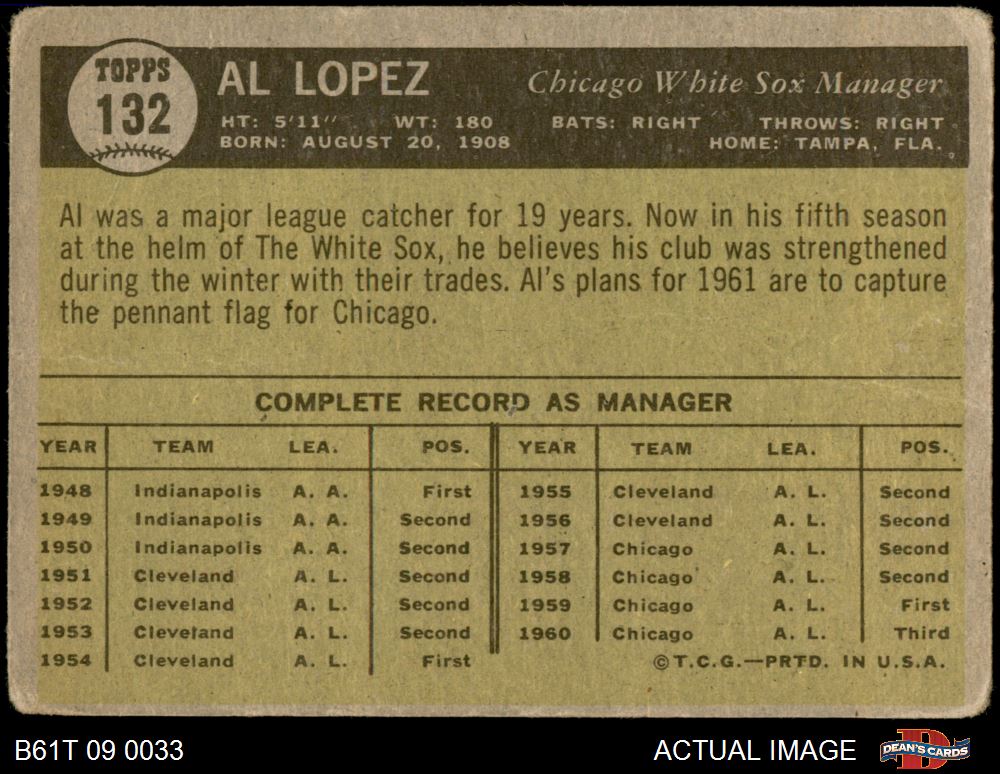 TOPPS
132
AL LOPEZ
Chicago White Sox Manager
HT: 5'11" WT: 180 BATS: RIGHT THROWS: RIGHT
BORN: AUGUST 20, 1908 HOME: TAMPA, FLA.
Al was a major league catcher for 19 years. Now in his fifth season
at the helm of The White Sox, he believes his club was strengthened
during the winter with their trades. Al's plans for 1961 are to capture
the pennant flag for Chicago.
COMPLETE RECORD AS MANAGER
YEAR TEAM LEA. POS. YEAR TEAM LEA. POS.
1948 Indianapolis A. A. First 1955 Cleveland A. L. Second
1949 Indianapolis A. A. Second 1956 Cleveland A. L. Second
1950 Indianapolis A. A. Second 1957 Chicago A. L. Second
1951 Cleveland A. L. Second 1958 Chicago A. L. Second
1952 Cleveland A. L. Second 1959 Chicago A. L. First
1953 Cleveland A. L. Second 1960 Chicago A. L. Third
1954 Cleveland A. L. First ©T.C.G.—PRTD. IN U.S.A.
B61T 09 0033 ACTUAL IMAGE DEAN'S CARDS